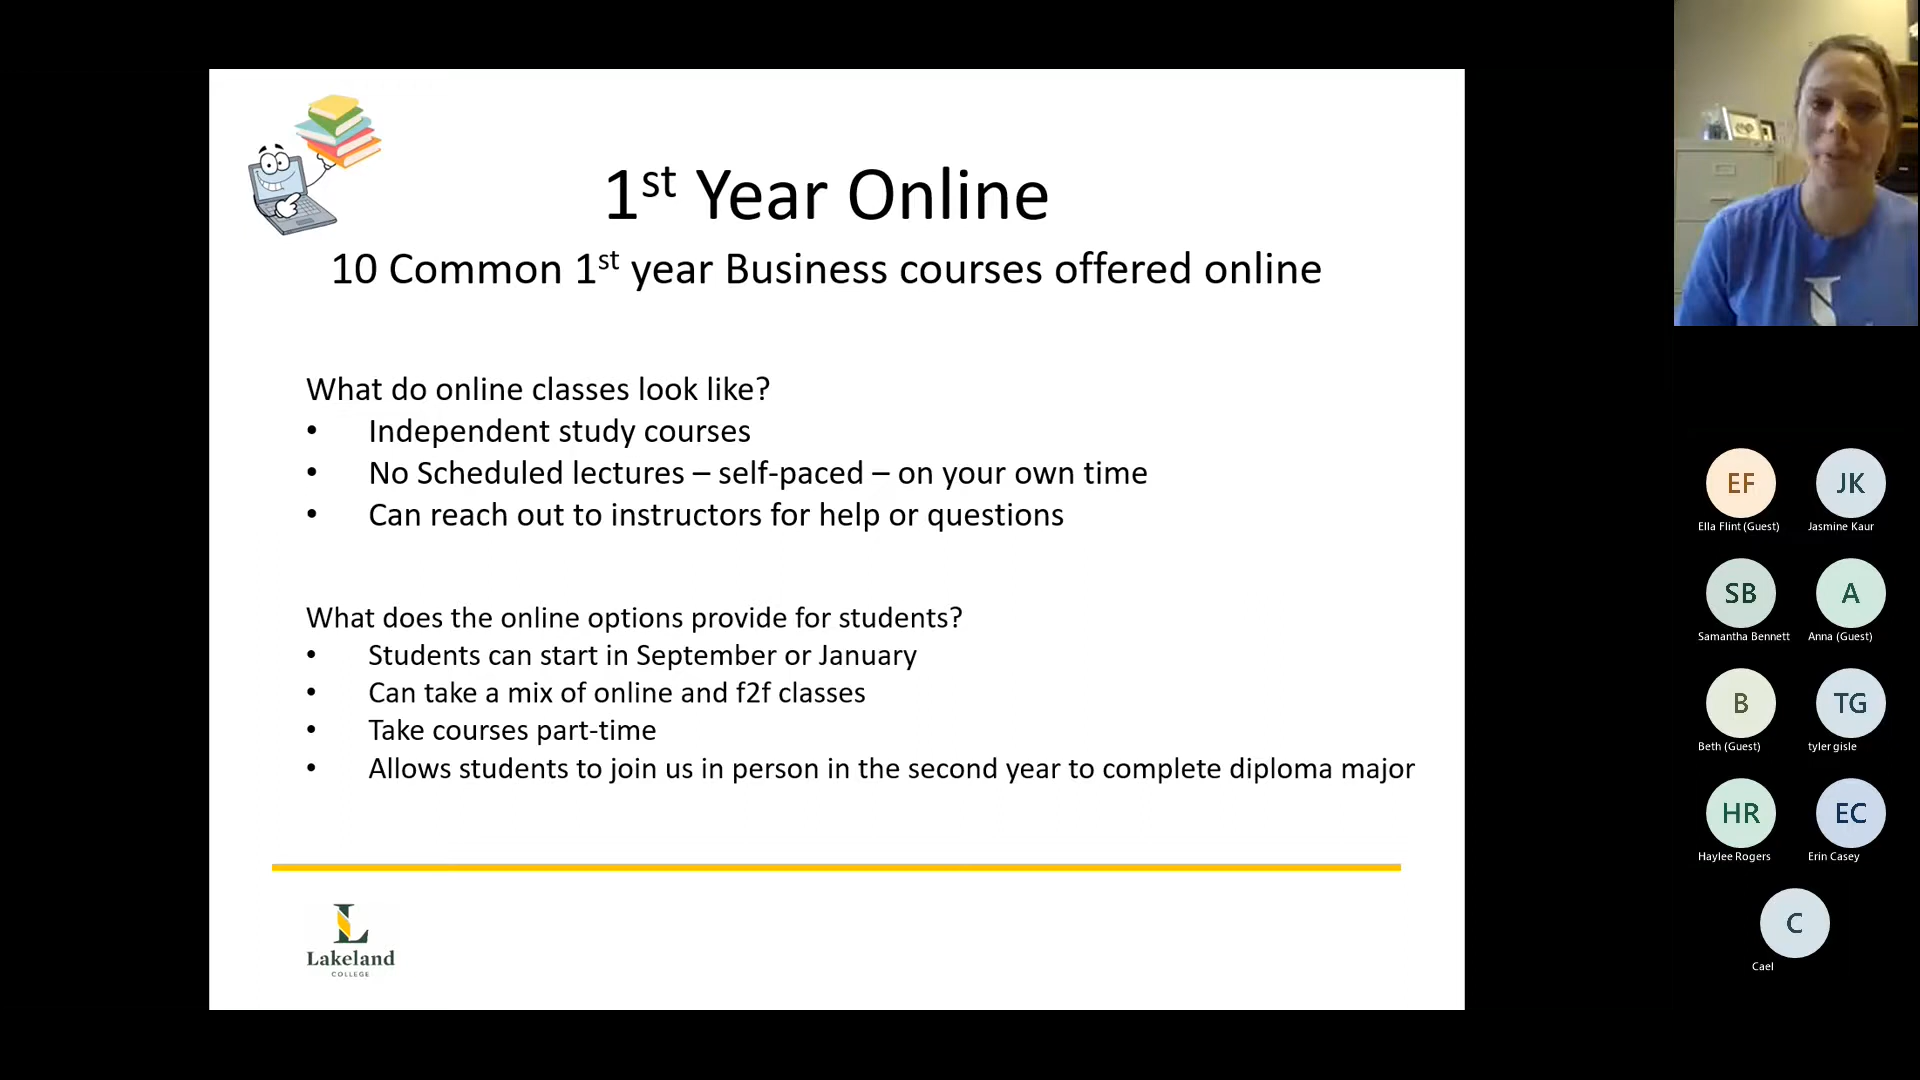 1st Year Online
10 Common 1st year Business courses offered online
What do online classes look like?
• Independent study courses
• No Scheduled lectures – self-paced – on your own time
• Can reach out to instructors for help or questions
What does the online options provide for students?
• Students can start in September or January
• Can take a mix of online and f2f classes
• Take courses part-time
• Allows students to join us in person in the second year to complete diploma major
L
Lakeland
COLLEGE
EF
JK
Ella Flint (Guest)
Jasmine Kaur
SB
A
Samantha Bennett
Anna (Guest)
B
TG
Beth (Guest)
tyler gisle
HR
EC
Haylee Rogers
Erin Casey
C
Cael